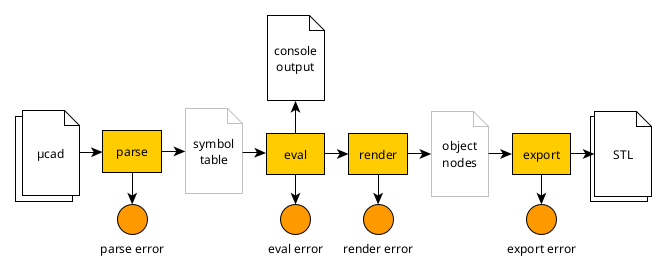 console
output
µcad
parse
symbol
table
eval
render
object
nodes
export
STL
parse error
eval error
render error
export error